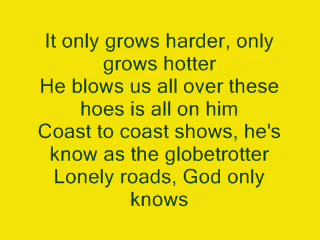 It only grows harder, only
grows hotter
He blows us all over these
hoes is all on him
Coast to coast shows, he's
know as the globetrotter
Lonely roads, God only
knows